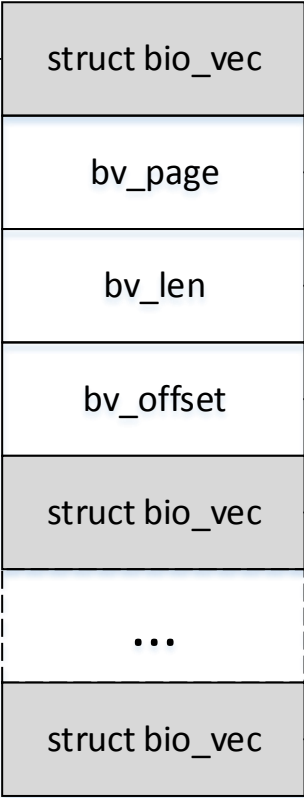 struct bio_vec
bv_page
bv_len
bv_offset
struct bio_vec
...
struct bio_vec